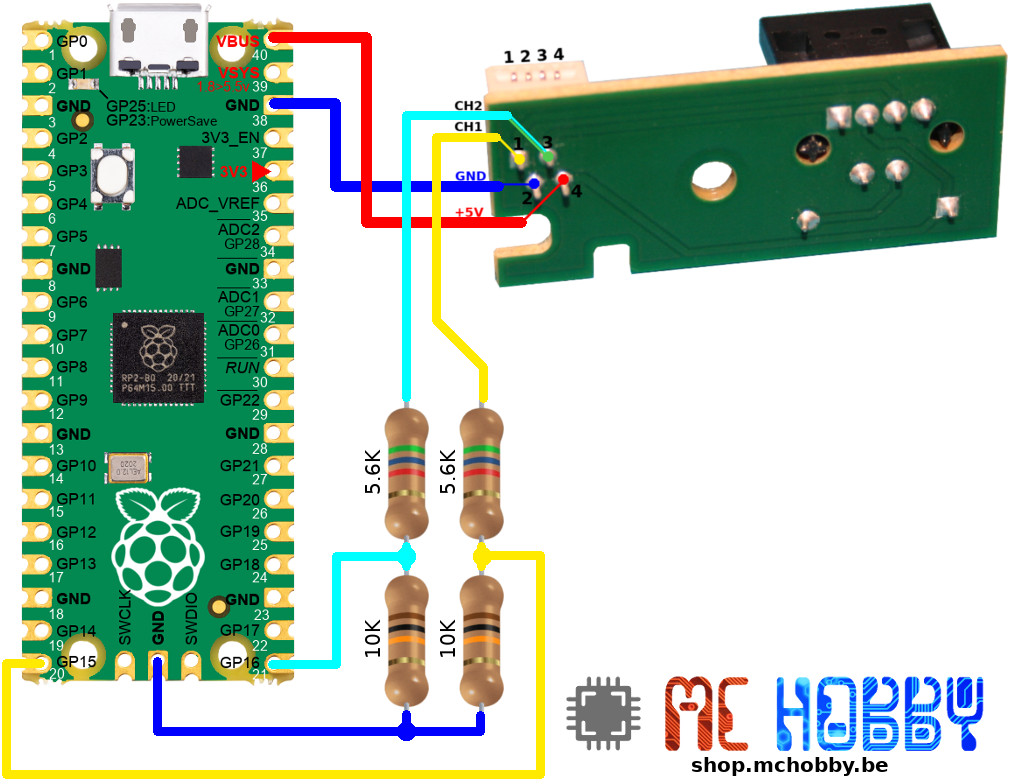 GP0
1
VBUS
40
GP1
2
VSYS
1.8>5.5V
39
GP25:LED
GP23:PowerSave
GND
3
GND
38
GP2
4
3V3_EN
37
GP3
5
3V3
36
GP4
6
ADC_VREF
35
GP5
7
ADC2
GP28
34
GND
8
GND
33
GP6
9
ADC1
GP27
32
GP7
10
ADC0
GP26
31
GP8
11
RUN
30
GP9
12
GP22
29
GND
13
GND
28
GP10
14
GP21
27
GP11
15
GP20
26
GP12
16
GP19
25
GP13
17
GP18
24
GND
18
GND
23
GP14
19
GP17
22
GP15
20
GP16
21
SWCLK
GND
SWDIO
RP2-B0 20/21
P64M15.00 TTT
AEL12.0
2020
1 2 3 4
CH2
CH1
GND
+5V
1
3
2
4
5.6K
5.6K
10K
10K
MC HOBBY
shop.mchobby.be